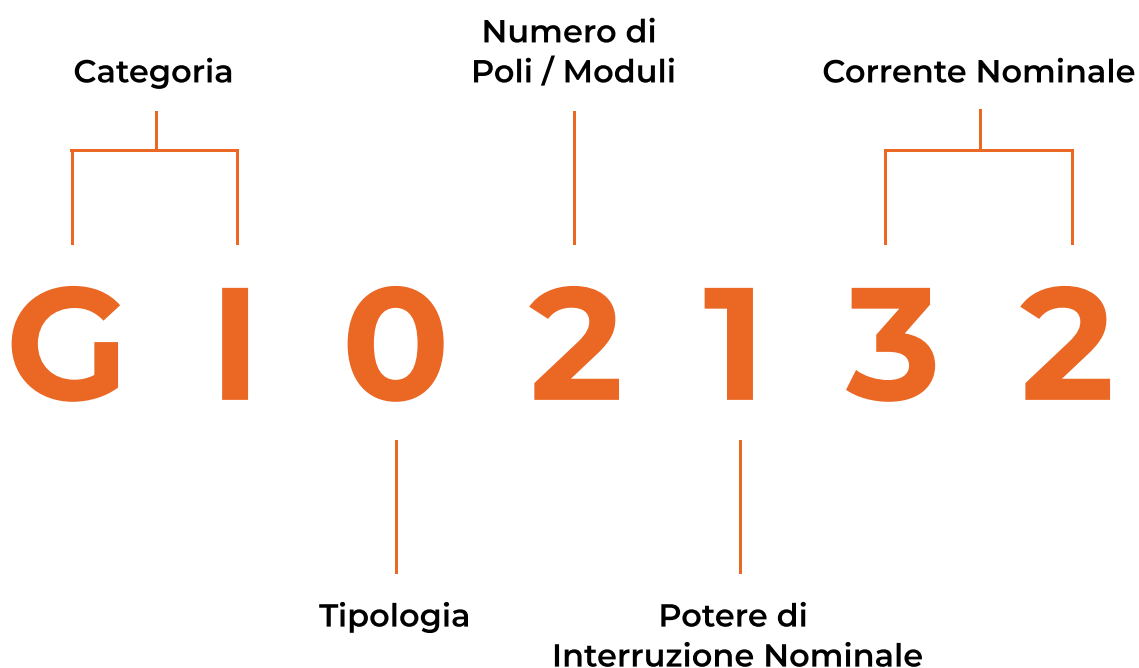 Categoria
Numero di
Poli / Moduli
Corrente Nominale
G I 0 2 1 3 2
Tipologia
Potere di
Interruzione Nominale